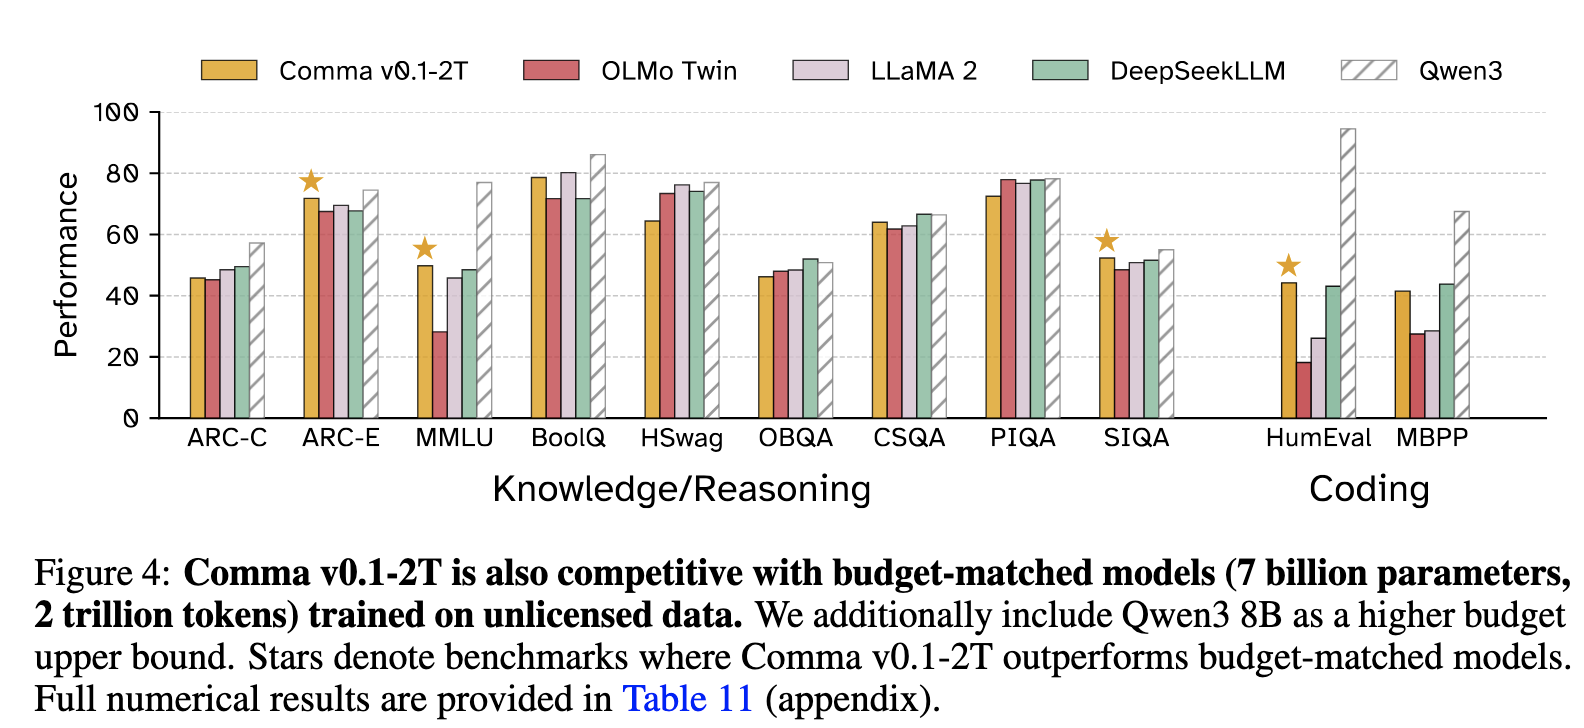 Comma v0.1-2T OLMo Twin LLaMA 2 DeepSeekLLM Qwen3
Performance
100
80
60
40
20
0
ARC-C ARC-E MMLU BoolQ HSwag OBQA CSQA PIQA SIQA HumEval MBPP
Knowledge/Reasoning Coding
Figure 4: Comma v0.1-2T is also competitive with budget-matched models (7 billion parameters,
2 trillion tokens) trained on unlicensed data. We additionally include Qwen3 8B as a higher budget
upper bound. Stars denote benchmarks where Comma v0.1-2T outperforms budget-matched models.
Full numerical results are provided in Table 11 (appendix).